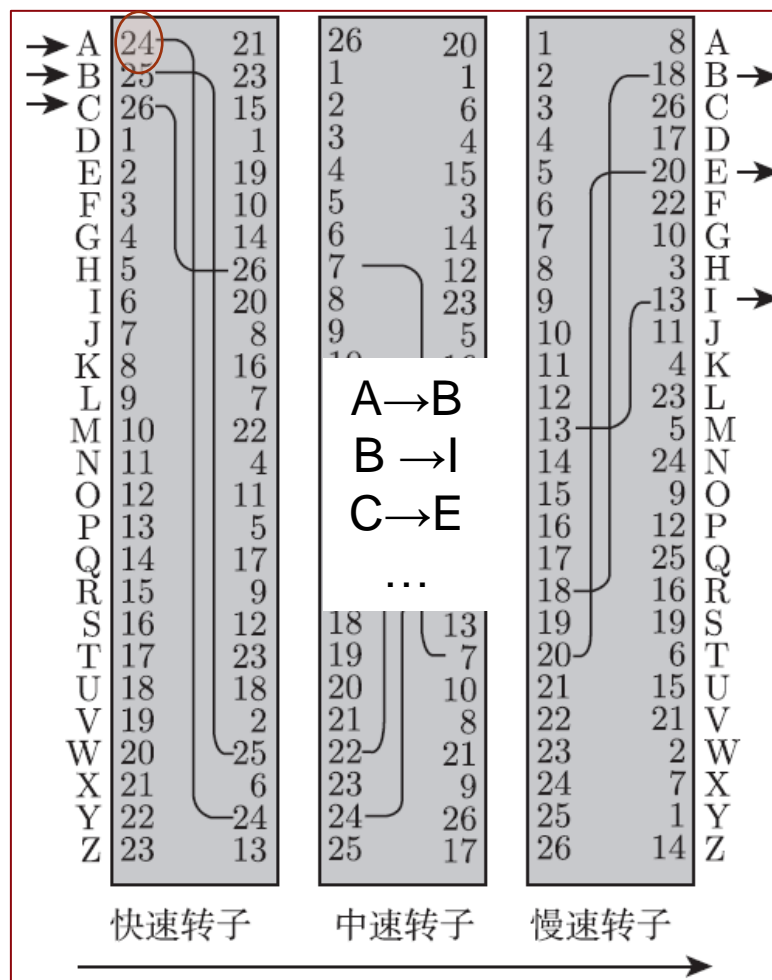 A 24 21 26 20 1 8 A
B 25 23 1 1 2 18 B
C 26 15 2 6 3 26 C
D 1 1 3 4 4 17 D
E 2 19 4 15 5 20 E
F 3 10 5 3 6 22 F
G 4 14 6 14 7 10 G
H 5 26 7 12 8 3 H
I 6 20 8 23 9 13 I
J 7 8 9 5 10 11 J
K 8 16 11 4 K
L 9 7 12 23 L
M 10 22 13 5 M
N 11 4 14 24 N
O 12 11 15 9 O
P 13 5 16 12 P
Q 14 17 17 25 Q
R 15 9 18 16 R
S 16 12 18 13 19 19 S
T 17 23 19 7 20 6 T
U 18 18 20 10 21 15 U
V 19 2 21 8 22 21 V
W 20 25 22 21 23 2 W
X 21 6 23 9 24 7 X
Y 22 24 24 26 25 1 Y
Z 23 13 25 17 26 14 Z
A→B
B →I
C→E
…
快速转子 中速转子 慢速转子